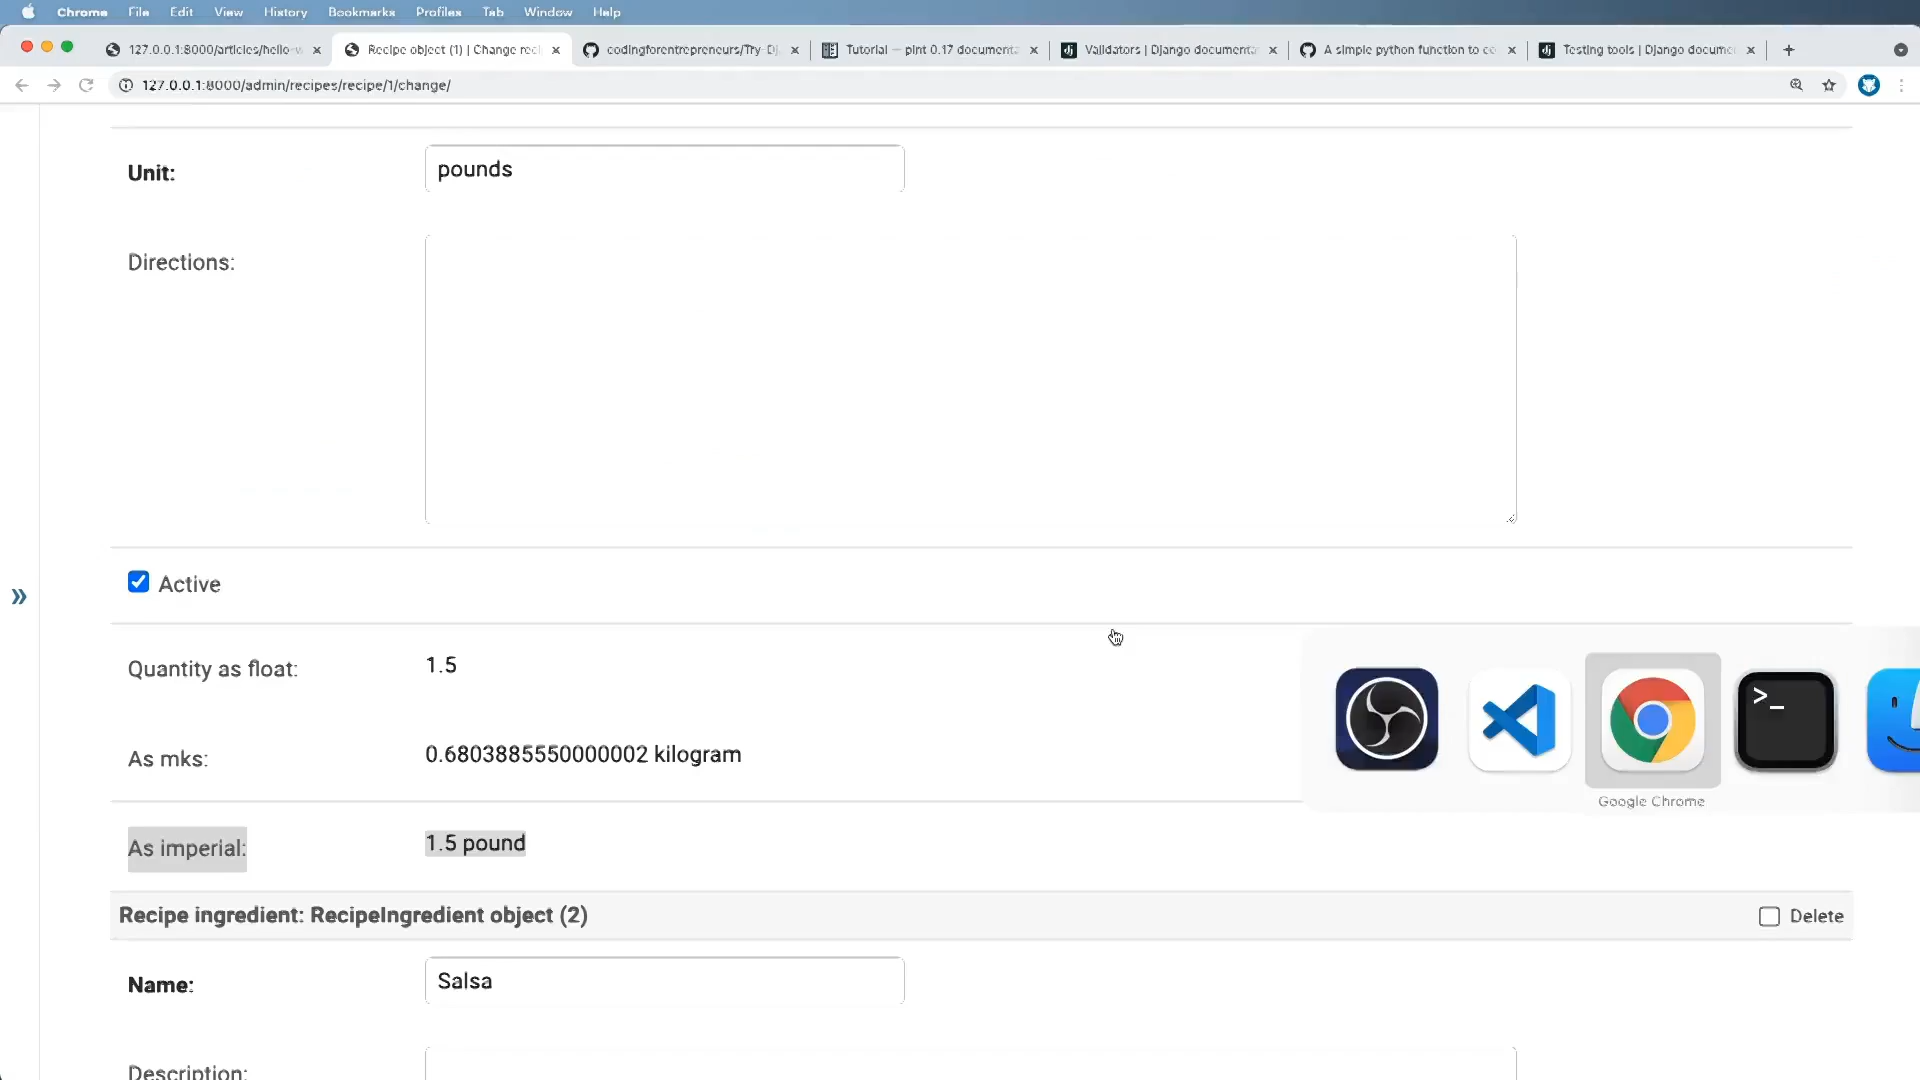 Chrome File Edit View History Bookmarks Profiles Tab Window Help
127.0.0.1:8000/articles/hello-w
Recipe object (1) | Change reci
codingforentrepreneurs/Try-Dj
Tutorial — pint 0.17 documenta
Validators | Django documenta
A simple python function to co
Testing tools | Django docume
127.0.0.1:8000/admin/recipes/recipe/1/change/
Unit: pounds
Directions:
Active
Quantity as float: 1.5
As mks: 0.6803885550000002 kilogram
Google Chrome
As imperial: 1.5 pound
Recipe ingredient: RecipeIngredient object (2) Delete
Name: Salsa
Description: